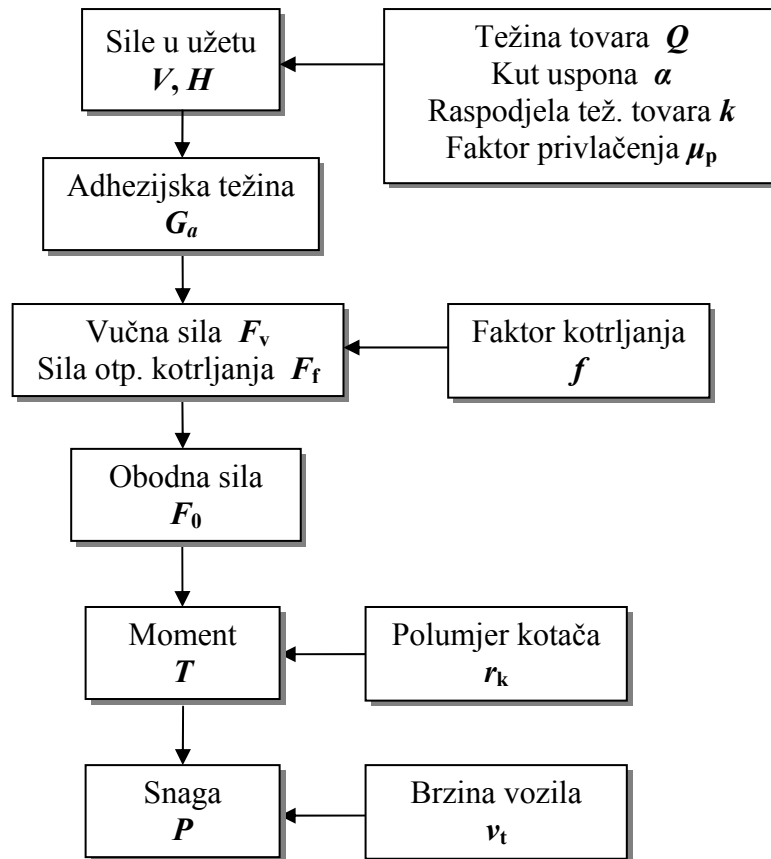 Sile u užetu
V, H
Težina tovara Q
Kut uspona α
Raspodjela tež. tovara k
Faktor privlačenja μp
Adhezijska težina
Ga
Vučna sila Fv
Sila otp. kotrljanja Ff
Faktor kotrljanja
f
Obodna sila
F0
Moment
T
Polumjer kotača
rk
Snaga
P
Brzina vozila
vt